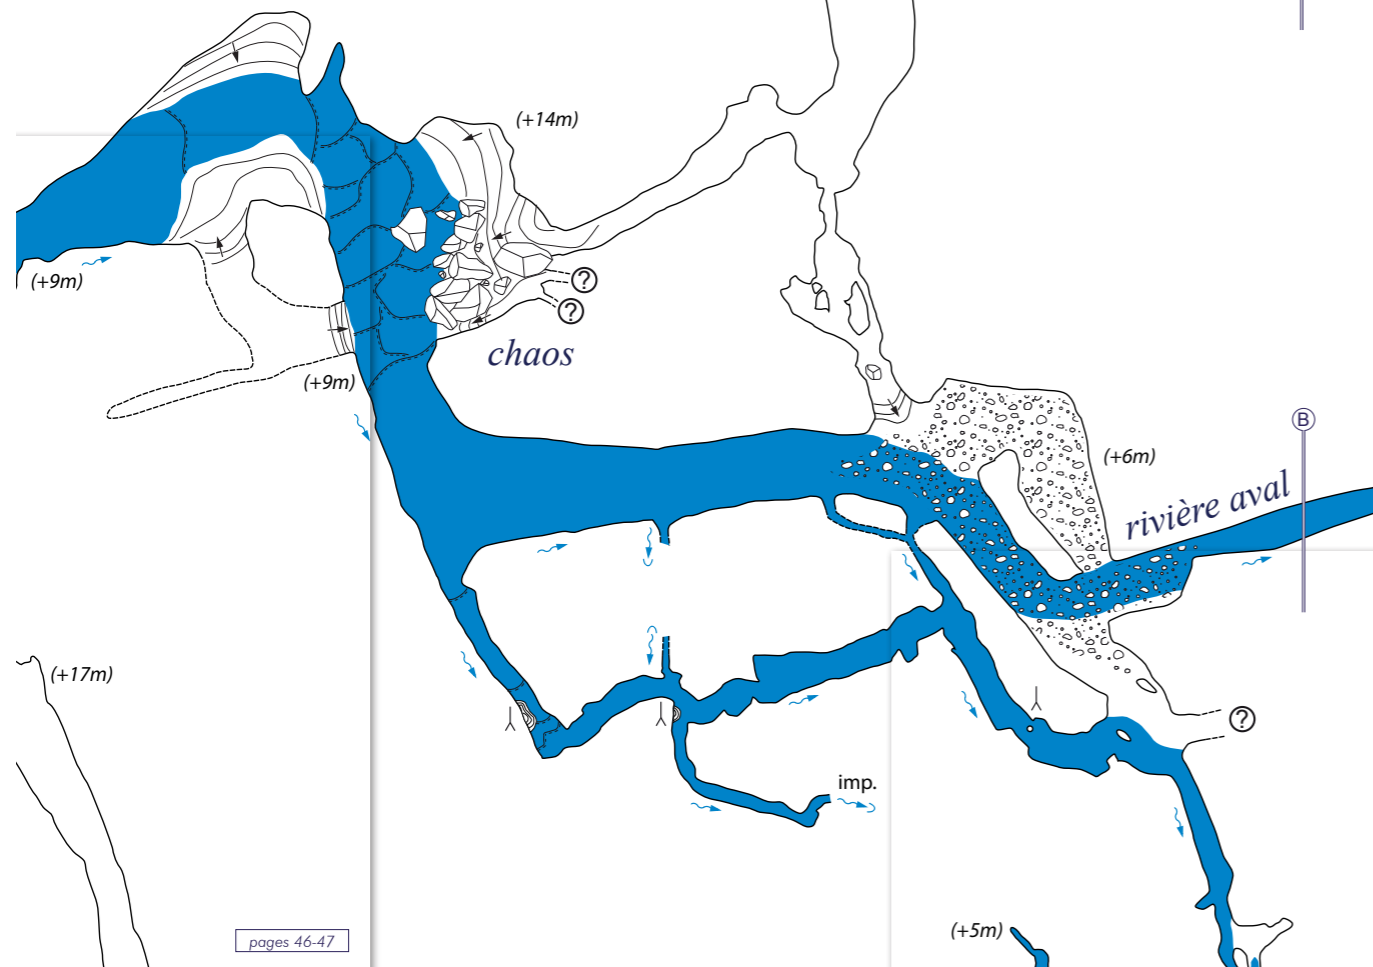 (+14m)
(+9m)
?
?
chaos
(+9m)
B
(+6m)
rivière aval
(+17m)
?
imp.
(+5m)
pages 46-47